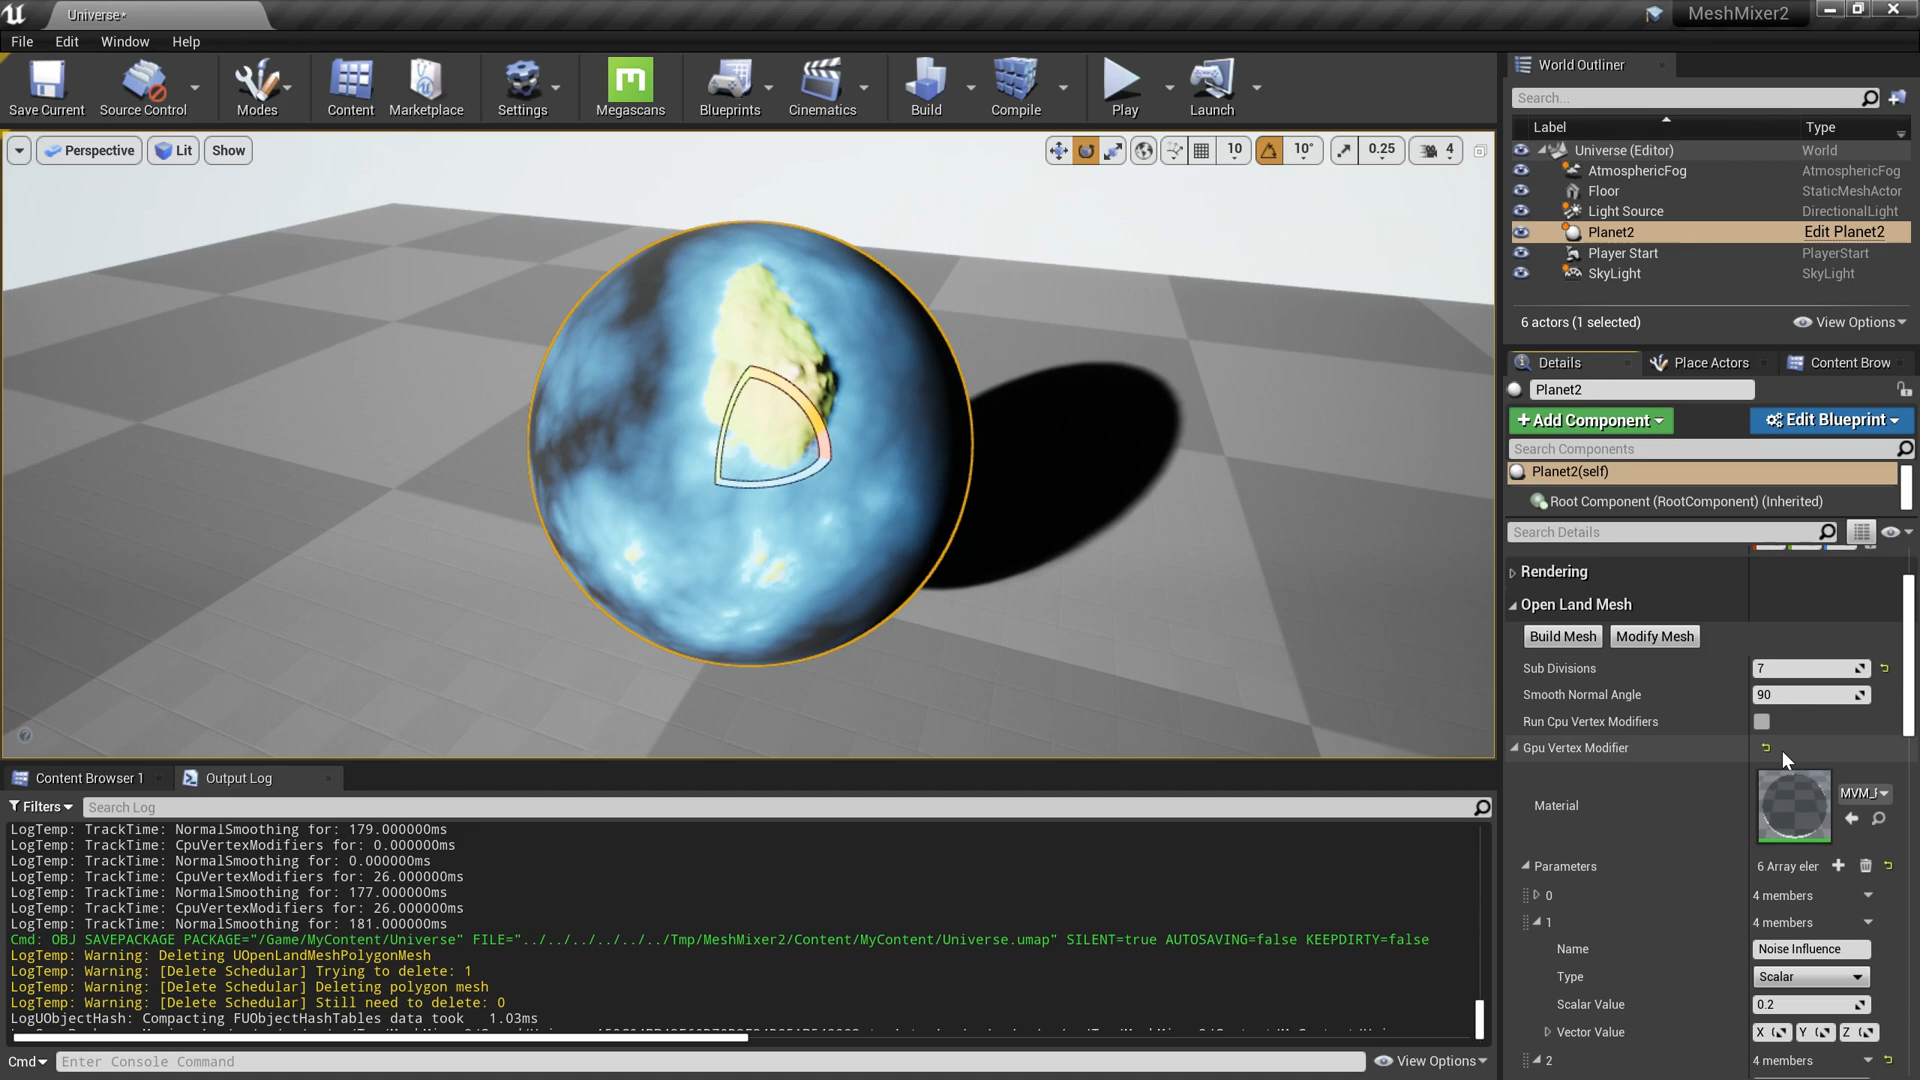 Universe*
MeshMixer2
File Edit Window Help
Save Current Source Control Modes Content Marketplace Settings Megascans Blueprints Cinematics Build Compile Play Launch
Perspective Lit Show
10 10° 0.25 4
World Outliner
Search...
Label Type
Universe (Editor) World
AtmosphericFog AtmosphericFog
Floor StaticMeshActor
Light Source DirectionalLight
Planet2 Edit Planet2
Player Start PlayerStart
SkyLight SkyLight
6 actors (1 selected) View Options
Details Place Actors Content Brow
Planet2
+Add Component Edit Blueprint
Search Components
Planet2(self)
Root Component (RootComponent) (Inherited)
Search Details
Rendering
Open Land Mesh
Build Mesh Modify Mesh
Sub Divisions 7
Smooth Normal Angle 90
Run Cpu Vertex Modifiers
Gpu Vertex Modifier
Material MVM_
Parameters 6 Array eler
0 4 members
1 4 members
Name Noise Influence
Type Scalar
Scalar Value 0.2
Vector Value X Y Z
2 4 members
Content Browser 1 Output Log
Filters Search Log
LogTemp: TrackTime: NormalSmoothing for: 179.000000ms
LogTemp: TrackTime: CpuVertexModifiers for: 0.000000ms
LogTemp: TrackTime: NormalSmoothing for: 0.000000ms
LogTemp: TrackTime: CpuVertexModifiers for: 26.000000ms
LogTemp: TrackTime: NormalSmoothing for: 177.000000ms
LogTemp: TrackTime: CpuVertexModifiers for: 26.000000ms
LogTemp: TrackTime: NormalSmoothing for: 181.000000ms
Cmd: OBJ SAVEPACKAGE PACKAGE="/Game/MyContent/Universe" FILE="../../../../../../Tmp/MeshMixer2/Content/MyContent/Universe.umap" SILENT=true AUTOSAVING=false KEEPDIRTY=false
LogTemp: Warning: Deleting UOpenLandMeshPolygonMesh
LogTemp: Warning: [Delete Schedular] Trying to delete: 1
LogTemp: Warning: [Delete Schedular] Deleting polygon mesh
LogTemp: Warning: [Delete Schedular] Still need to delete: 0
LogUObjectHash: Compacting FUObjectHashTables data took 1.03ms
Cmd Enter Console Command View Options